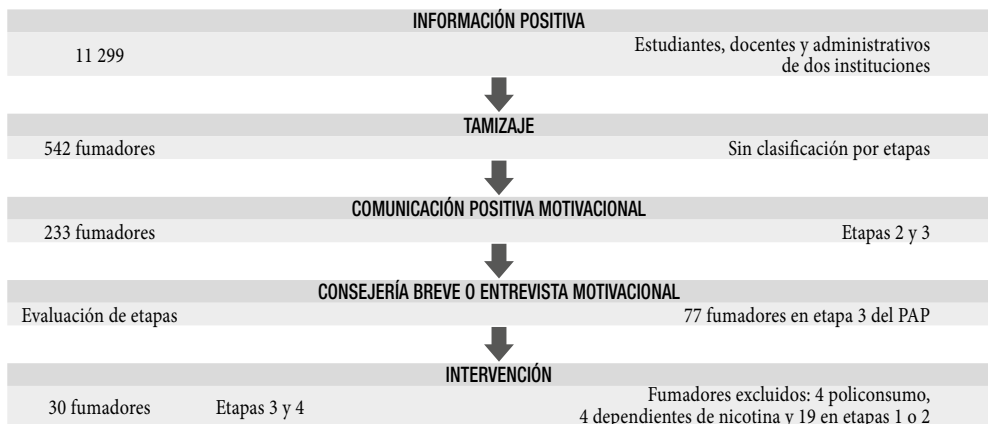 INFORMACIÓN POSITIVA
11 299
Estudiantes, docentes y administrativos
de dos instituciones
TAMIZAJE
542 fumadores
Sin clasificación por etapas
COMUNICACIÓN POSITIVA MOTIVACIONAL
233 fumadores
Etapas 2 y 3
CONSEJERÍA BREVE O ENTREVISTA MOTIVACIONAL
Evaluación de etapas
77 fumadores en etapa 3 del PAP
INTERVENCIÓN
30 fumadores
Etapas 3 y 4
Fumadores excluidos: 4 policonsumo,
4 dependientes de nicotina y 19 en etapas 1 o 2